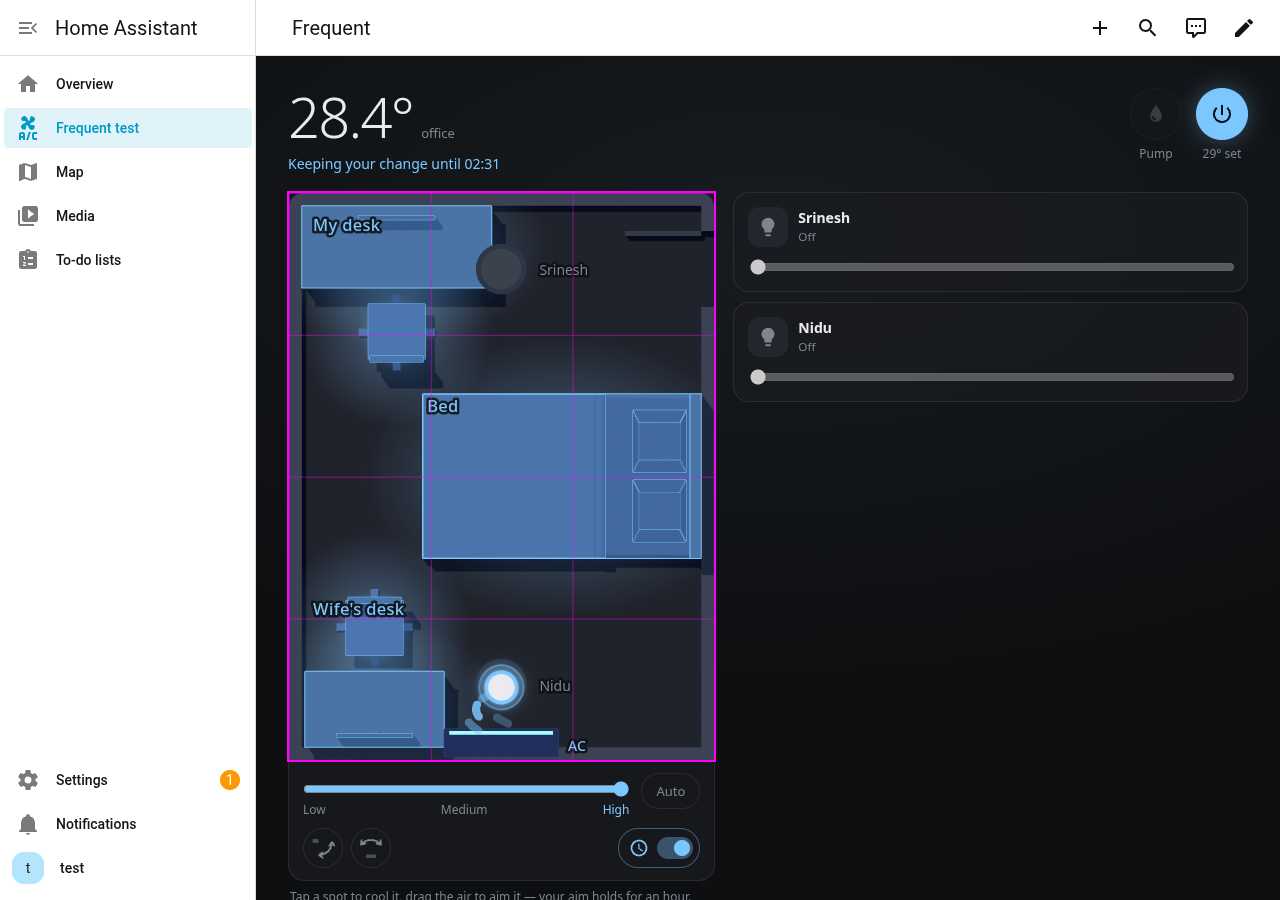 Home Assistant
Frequent
Overview
Frequent test
Map
Media
To-do lists
Settings
1
Notifications
t
test
28.4°
office
Keeping your change until 02:31
Pump
29° set
My desk
Srinesh
Bed
Wife's desk
Nidu
AC
Low
Medium
High
Auto
Tap a spot to cool it, drag the air to aim it — your aim holds for an hour.
Srinesh
Off
Nidu
Off
A/C